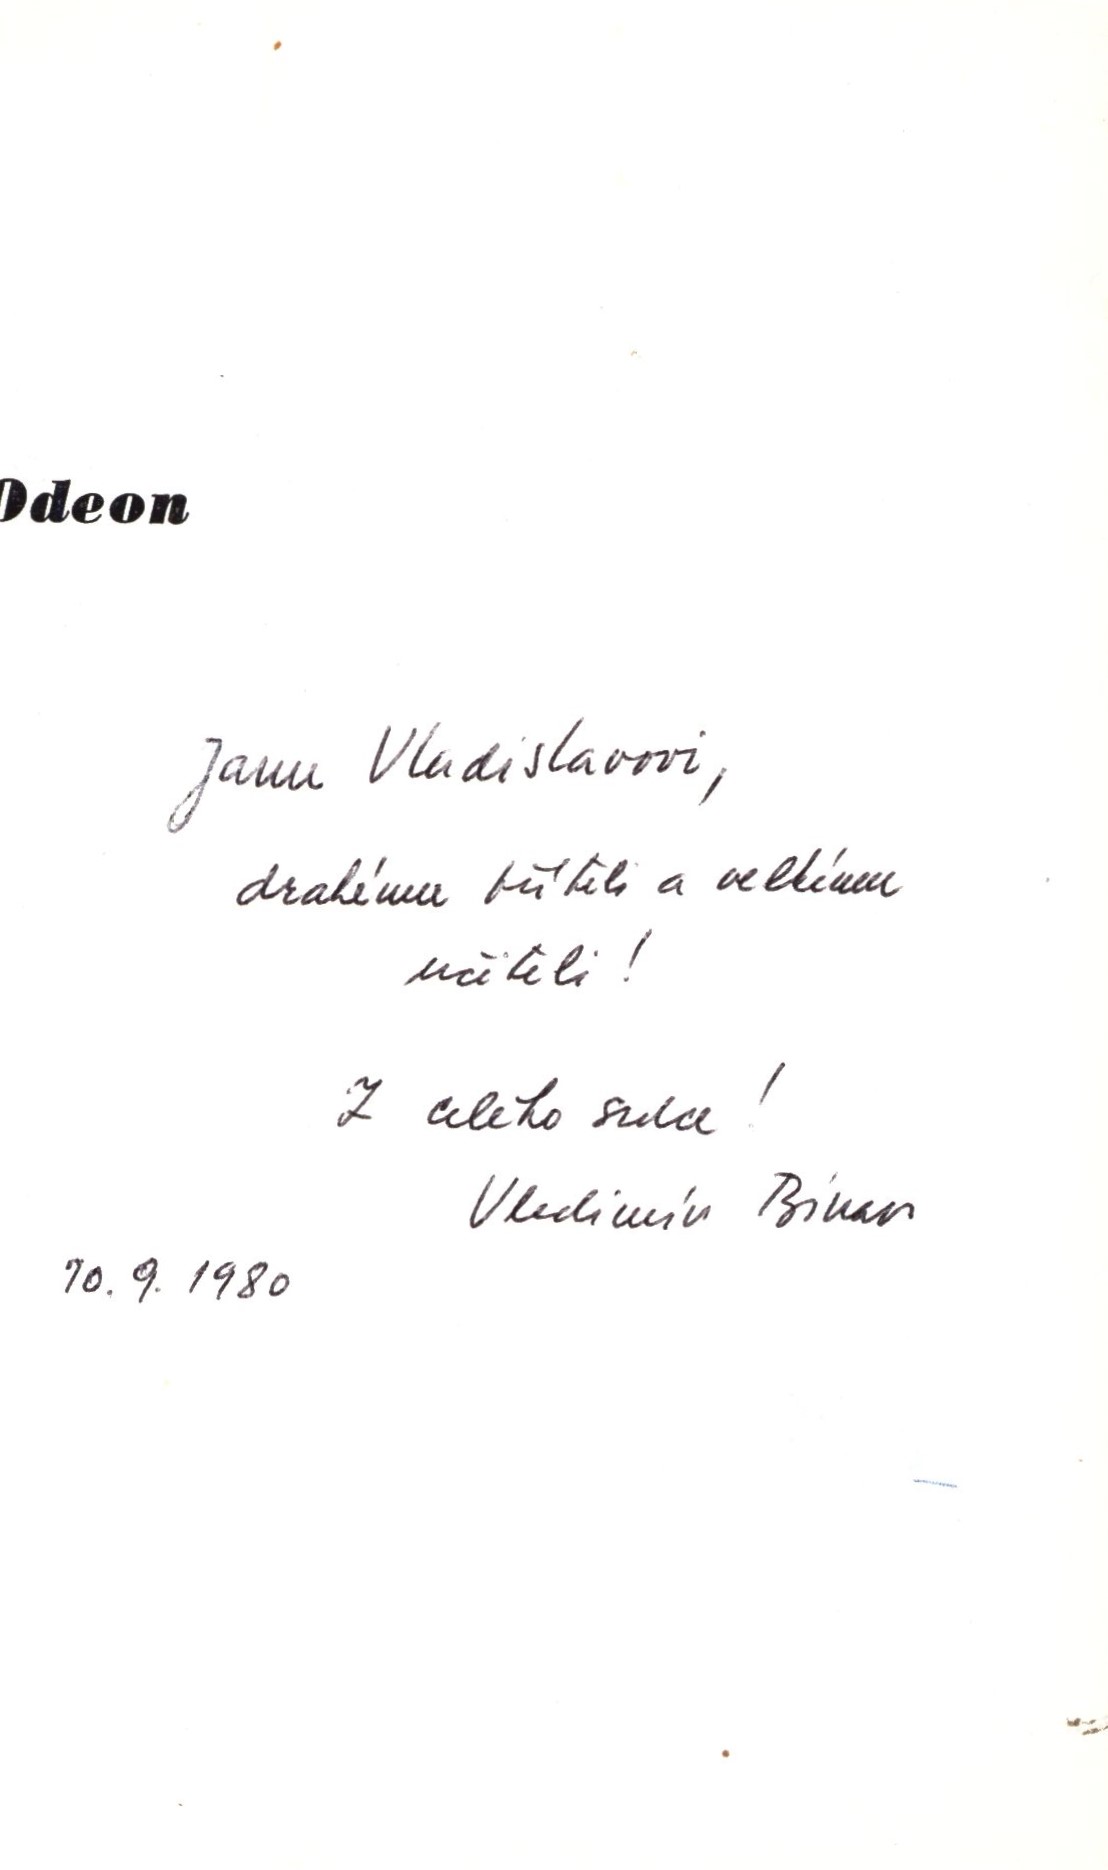 Odeon
Janu Vladislavovi,
drahému příteli a velkému
učiteli!
Z celého srdce!
Vladimír Binar
10. 9. 1980